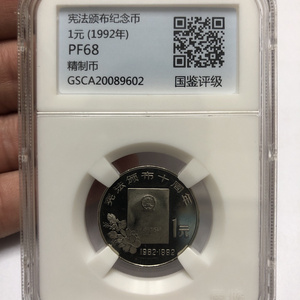 宪法颁布纪念币
1元 (1992年)
PF68
精制币
GSCA20089602
国鉴评级
宪法颁布十周年
1元
1982-1992